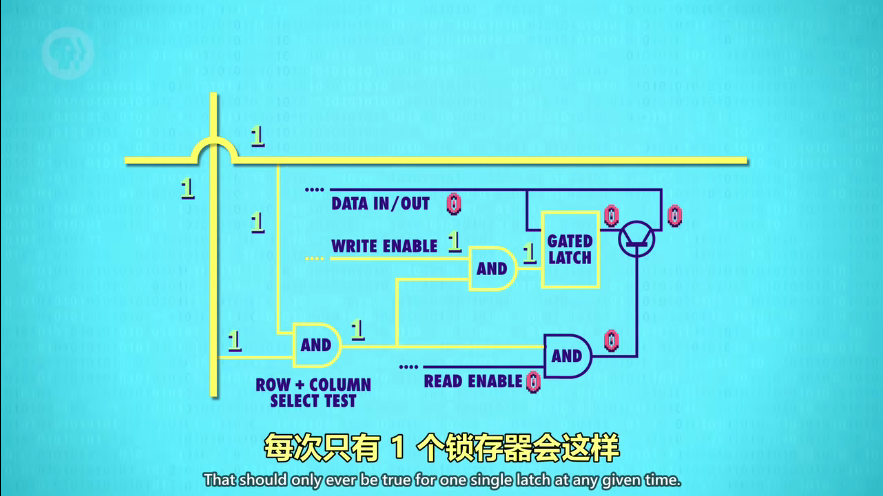 1
1
DATA IN/OUT 0
0
0
1
WRITE ENABLE 1
1
GATED
LATCH
AND
1
1
AND
0
AND
READ ENABLE 0
ROW + COLUMN
SELECT TEST
每次只有 1 个锁存器会这样
That should only ever be true for one single latch at any given time.